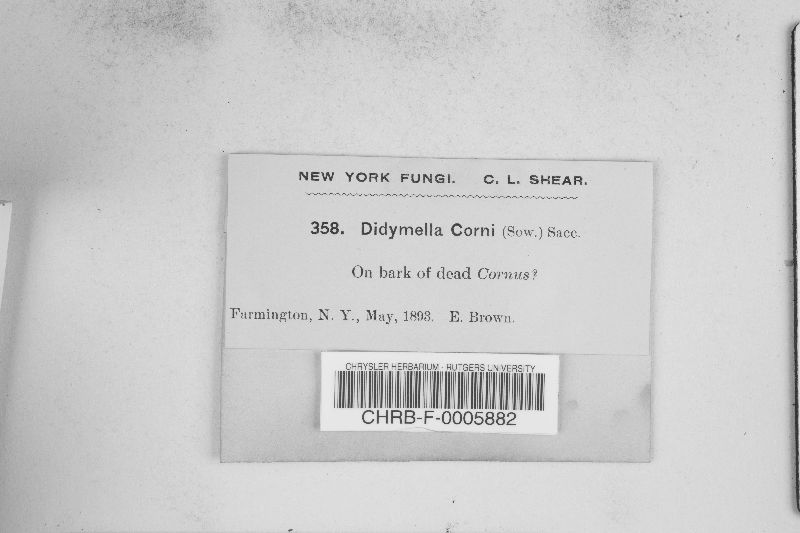 NEW YORK FUNGI. C. L. SHEAR.
358. Didymella Corni (Sow.) Sacc.
On bark of dead Cornus?
Farmington, N. Y., May, 1893. E. Brown.
CHRYSLER HERBARIUM - RUTGERS UNIVERSITY
CHRB-F-0005882